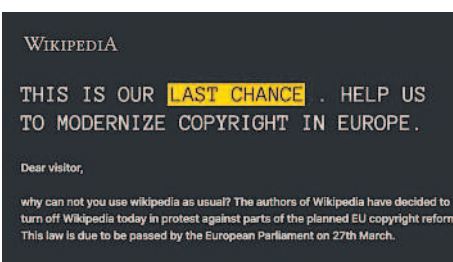 WIKIPEDIA
THIS IS OUR LAST CHANCE . HELP US
TO MODERNIZE COPYRIGHT IN EUROPE.
Dear visitor,
why can not you use wikipedia as usual? The authors of Wikipedia have decided to
turn off Wikipedia today in protest against parts of the planned EU copyright reform
This law is due to be passed by the European Parliament on 27th March.